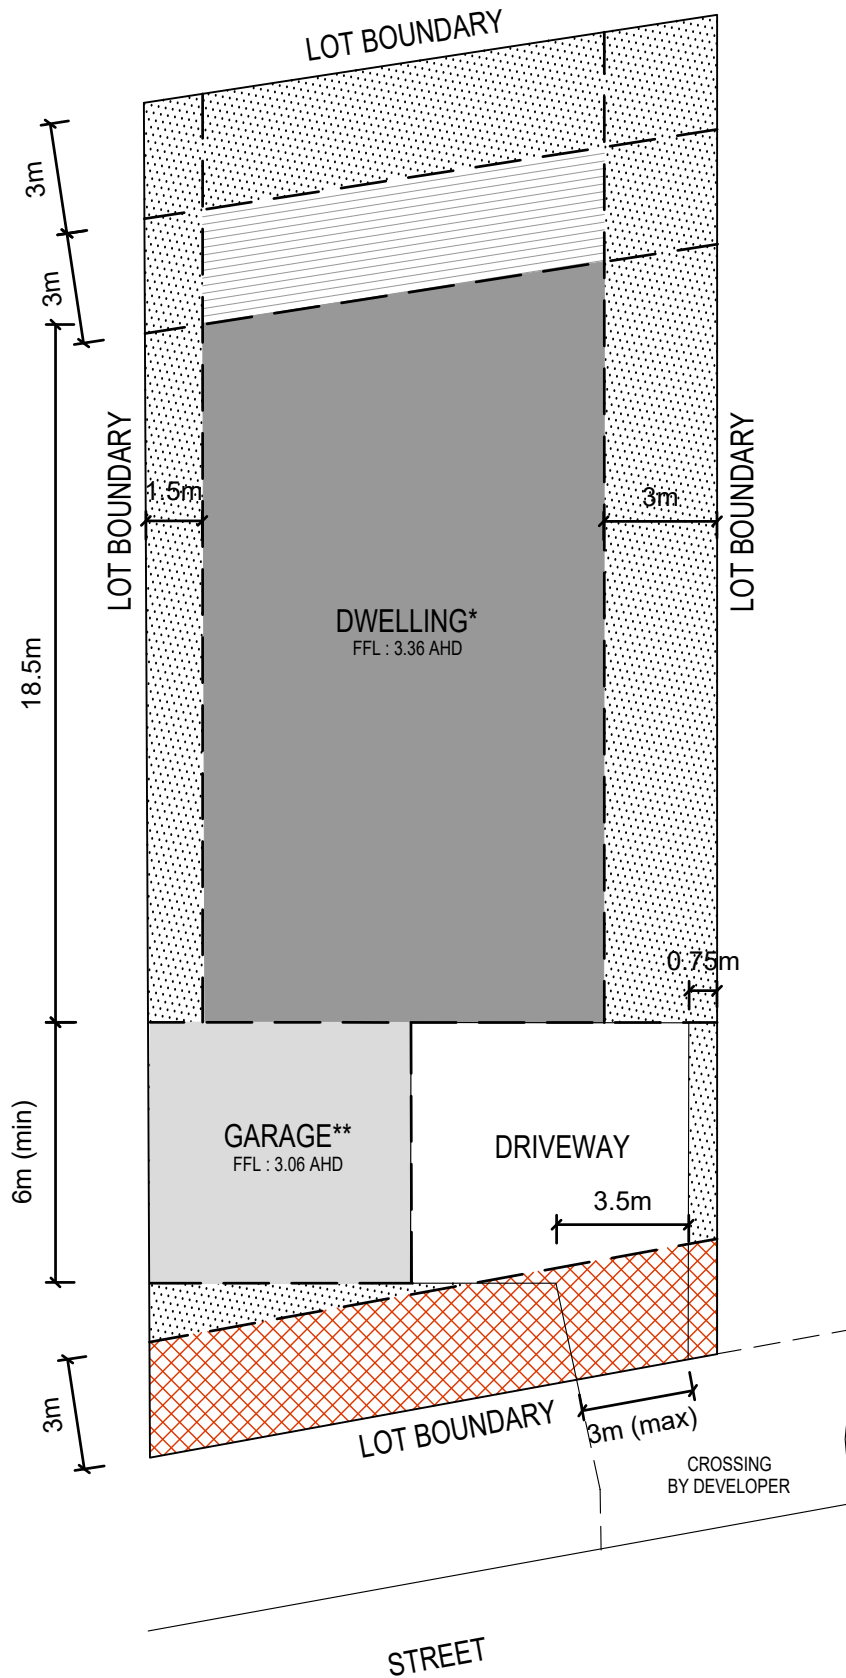 LOT BOUNDARY
3m
3m
LOT BOUNDARY
LOT BOUNDARY
1.5m
3m
18.5m
DWELLING*
FFL : 3.36 AHD
0.75m
6m (min)
GARAGE**
FFL : 3.06 AHD
DRIVEWAY
3.5m
3m
LOT BOUNDARY
3m (max)
CROSSING
BY DEVELOPER
STREET